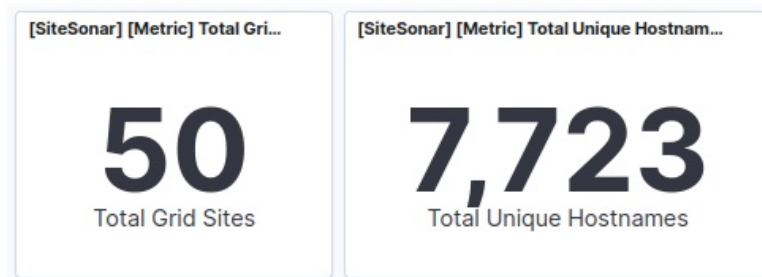 [SiteSonar] [Metric] Total Gri...
50
Total Grid Sites
[SiteSonar] [Metric] Total Unique Hostnam...
7,723
Total Unique Hostnames